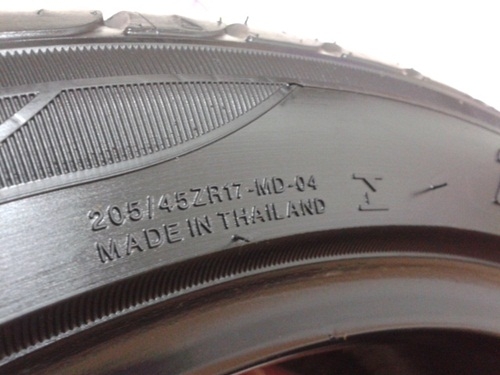 205/45ZR17-MD-04
MADE IN THAILAND
Σ -